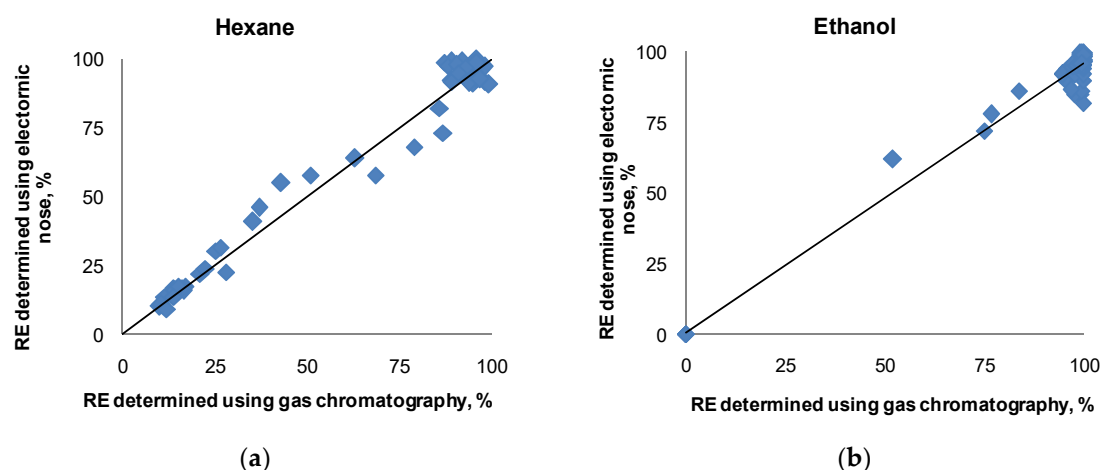 Hexane
RE determined using electornic
nose, %
100
75
50
25
0
0 25 50 75 100
RE determined using gas chromatography, %
(a)
Ethanol
RE determined using electornic
nose, %
100
75
50
25
0
0 25 50 75 100
RE determined using gas chromatography, %
(b)